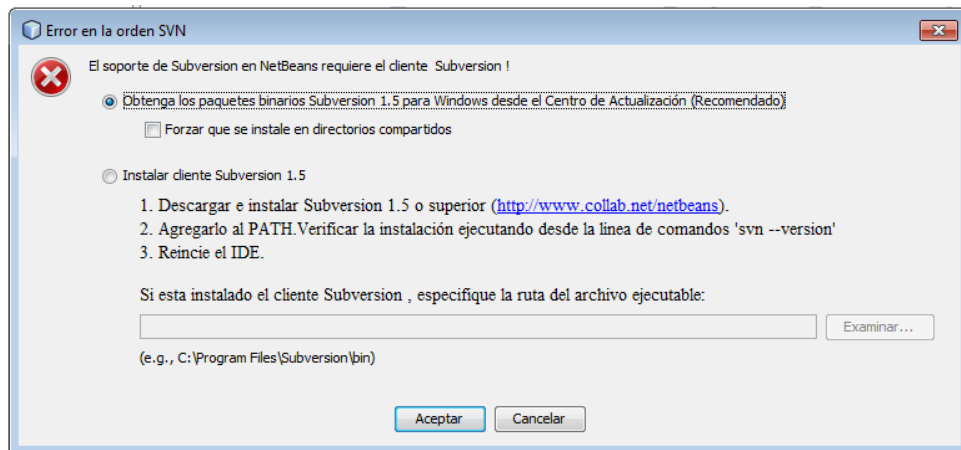 Error en la orden SVN
El soporte de Subversion en NetBeans requiere el cliente  Subversion !
Obtenga los paquetes binarios Subversion 1.5 para Windows desde el Centro de Actualización (Recomendado)
Forzar que se instale en directorios compartidos
Instalar cliente Subversion 1.5
1. Descargar e instalar Subversion 1.5 o superior (http://www.collab.net/netbeans).
2. Agregarlo al PATH.Verificar la instalación ejecutando desde la linea de comandos 'svn --version'
3. Reincie el IDE.
Si esta instalado el cliente Subversion , especifique la ruta del archivo ejecutable:
Examinar...
(e.g., C:\Program Files\Subversion\bin)
Aceptar Cancelar